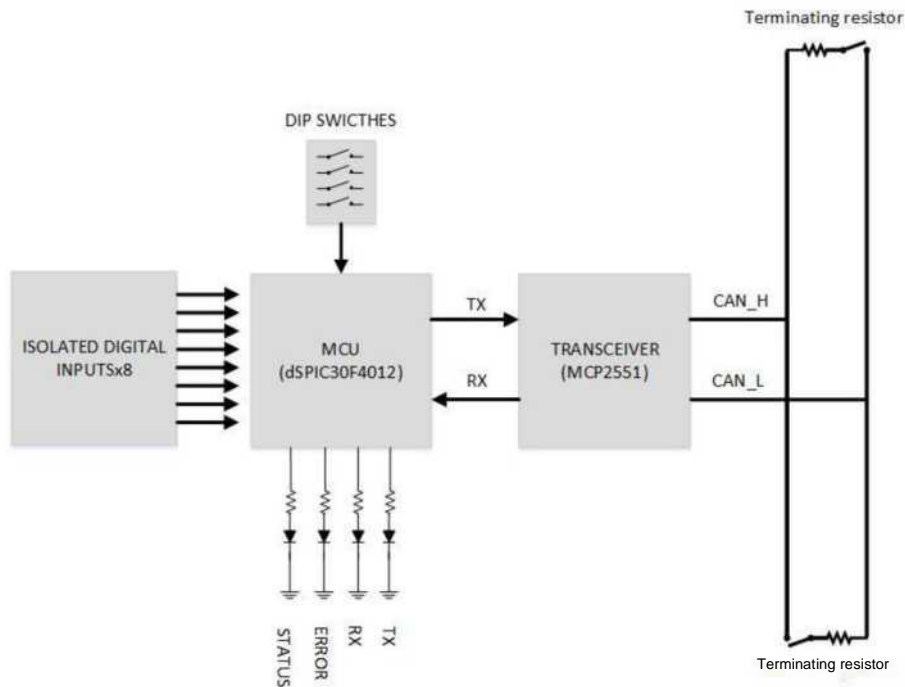 Terminating resistor
DIP SWICTHES
ISOLATED DIGITAL
INPUTSx8
MCU
(dSPIC30F4012)
TX
RX
TRANSCEIVER
(MCP2551)
CAN_H
CAN_L
STATUS
ERROR
RX
TX
Terminating resistor